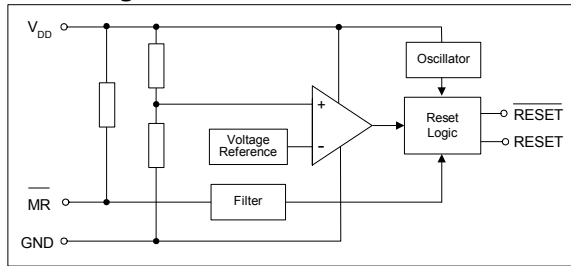 V_DD
Oscillator
+
Reset
Logic
RESET
RESET
Voltage
Reference
-
MR
Filter
GND